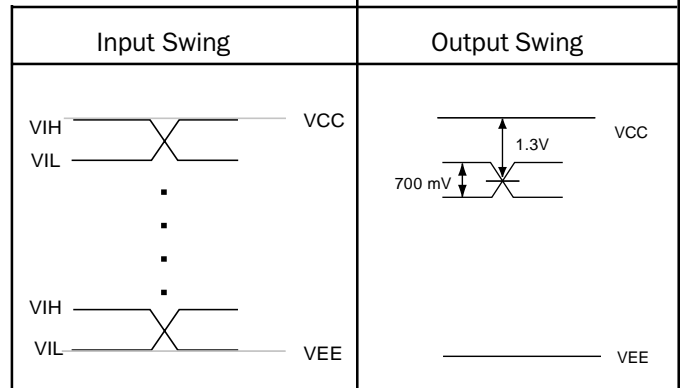 Input Swing
Output Swing
VIH
VCC
VIL
VIH
VIL
VEE
VCC
1.3V
700 mV
VEE